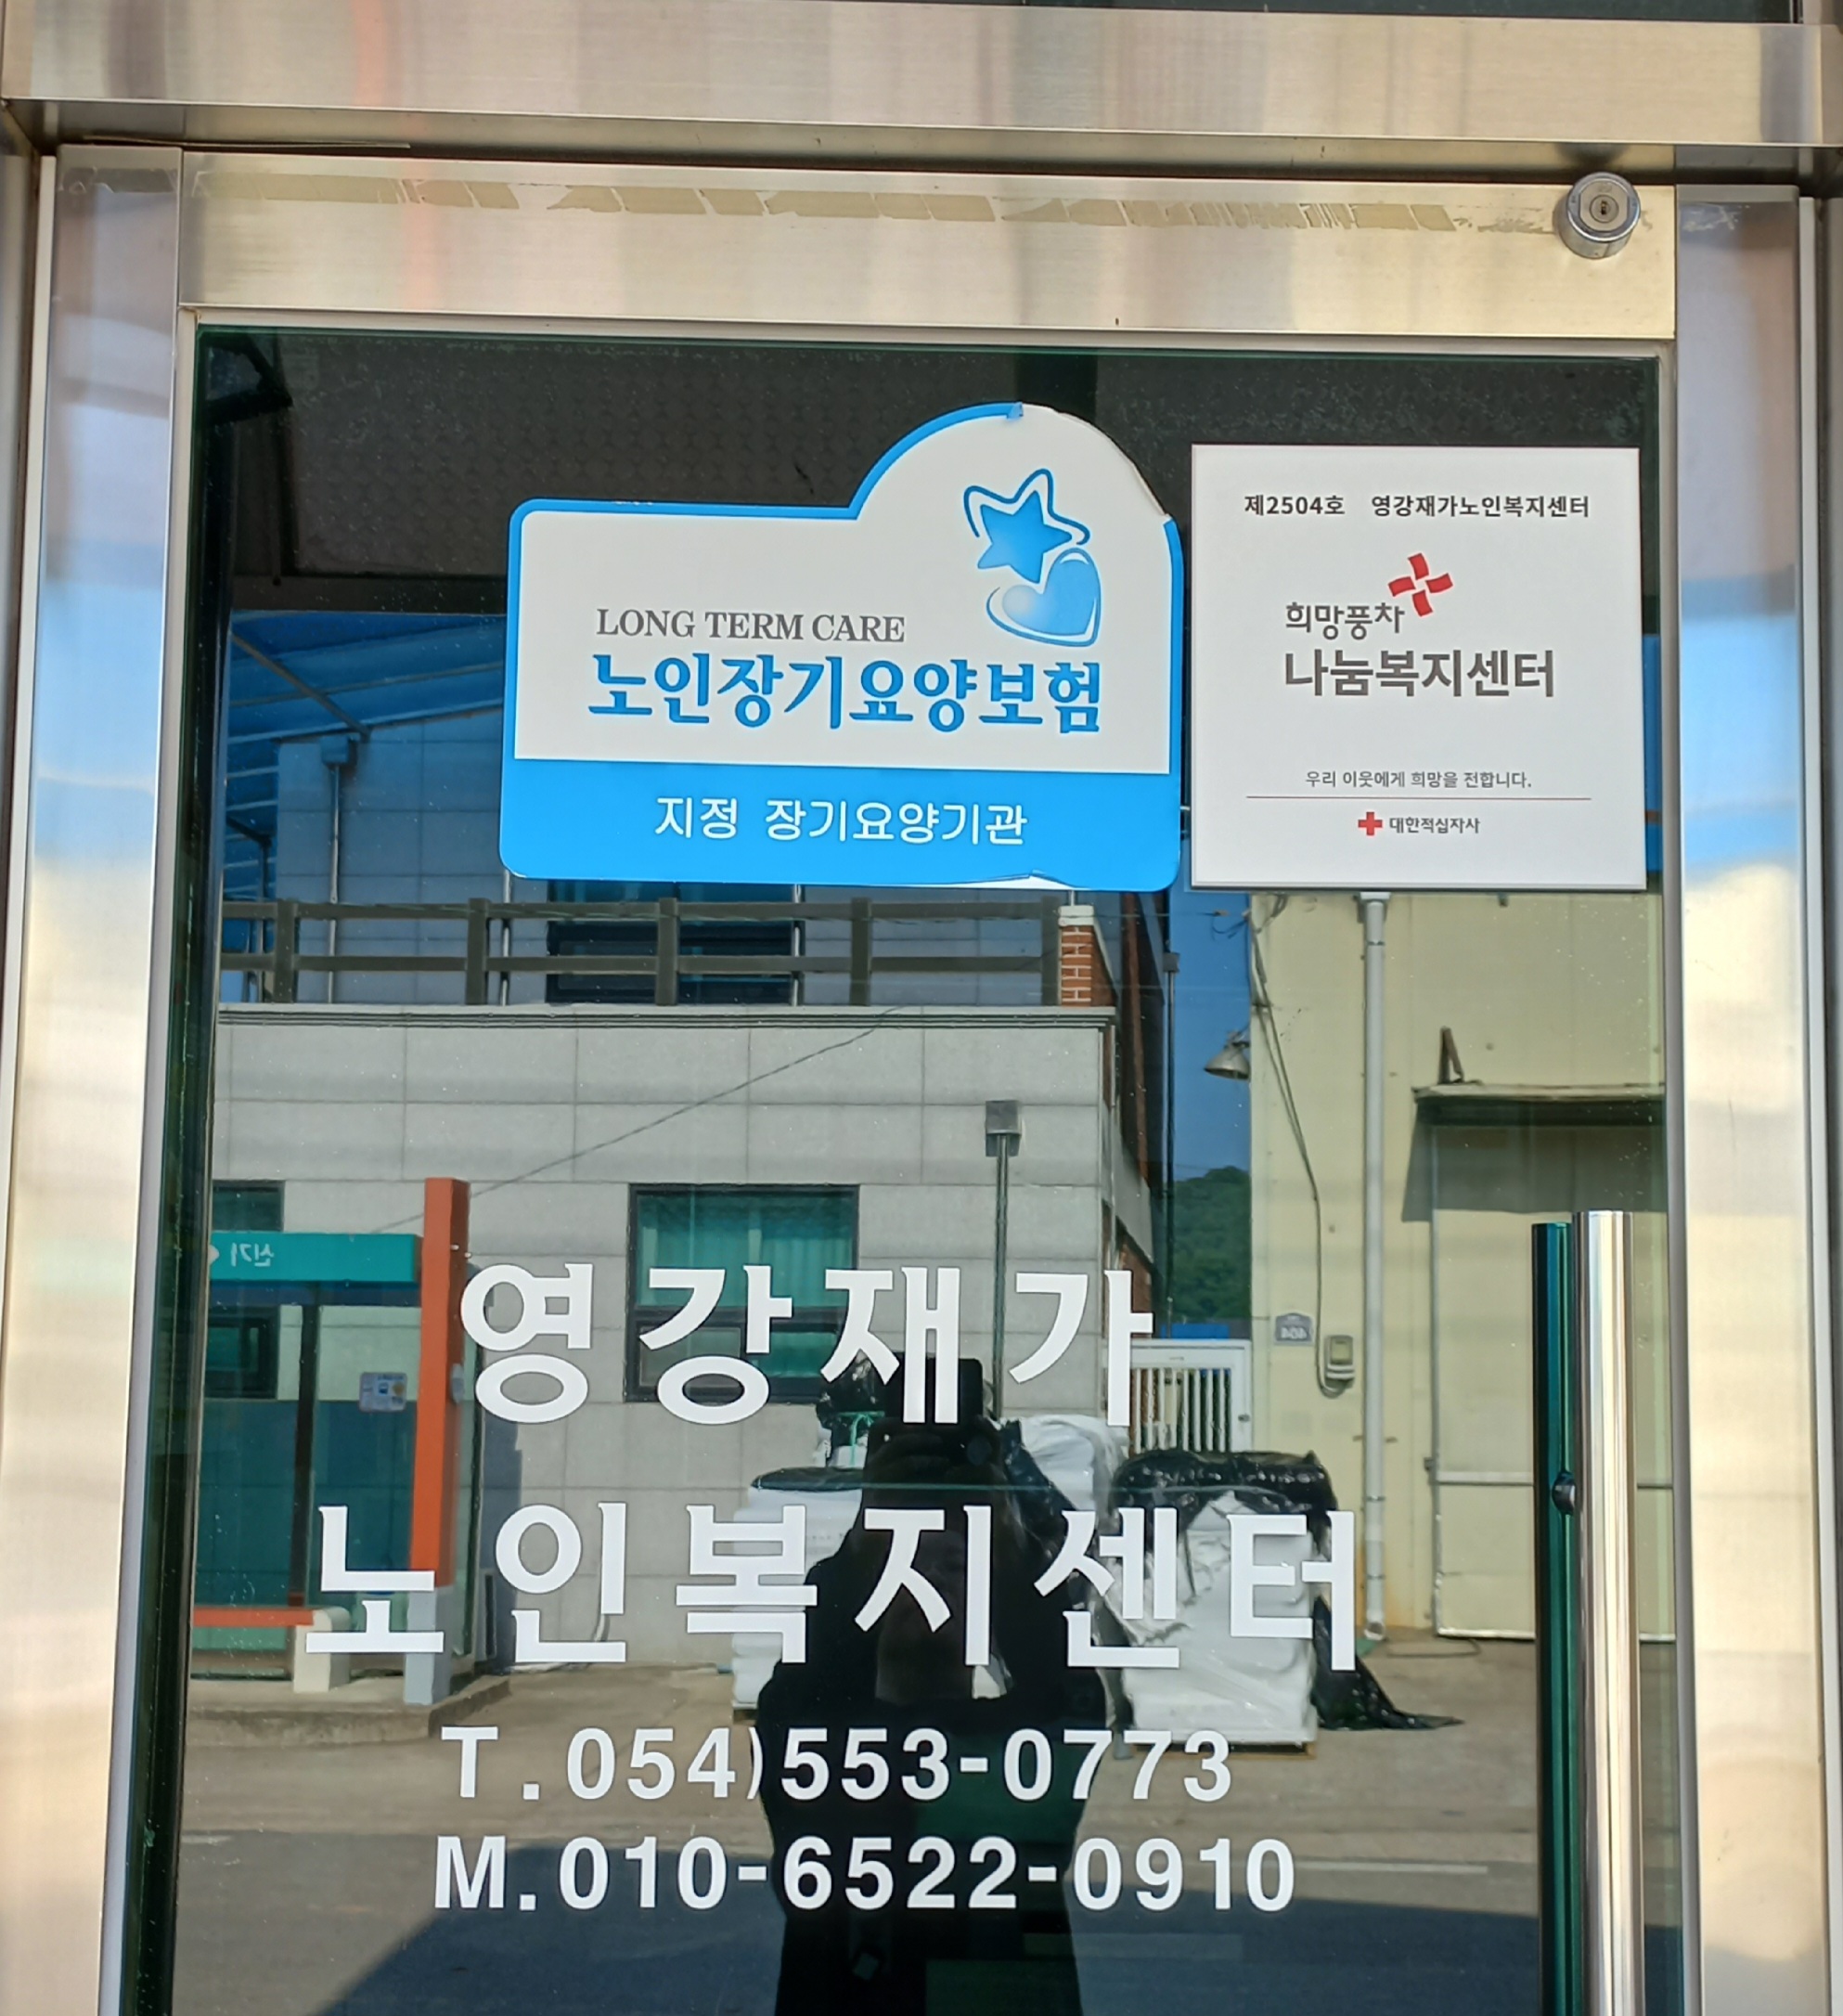 LONG TERM CARE
노인장기요양보험
지정 장기요양기관
제2504호 영강재가노인복지센터
희망풍차
나눔복지센터
우리 이웃에게 희망을 전합니다.
대한적십자사
신기
영강재가
노인복지센터
T.054)553-0773
M.010-6522-0910